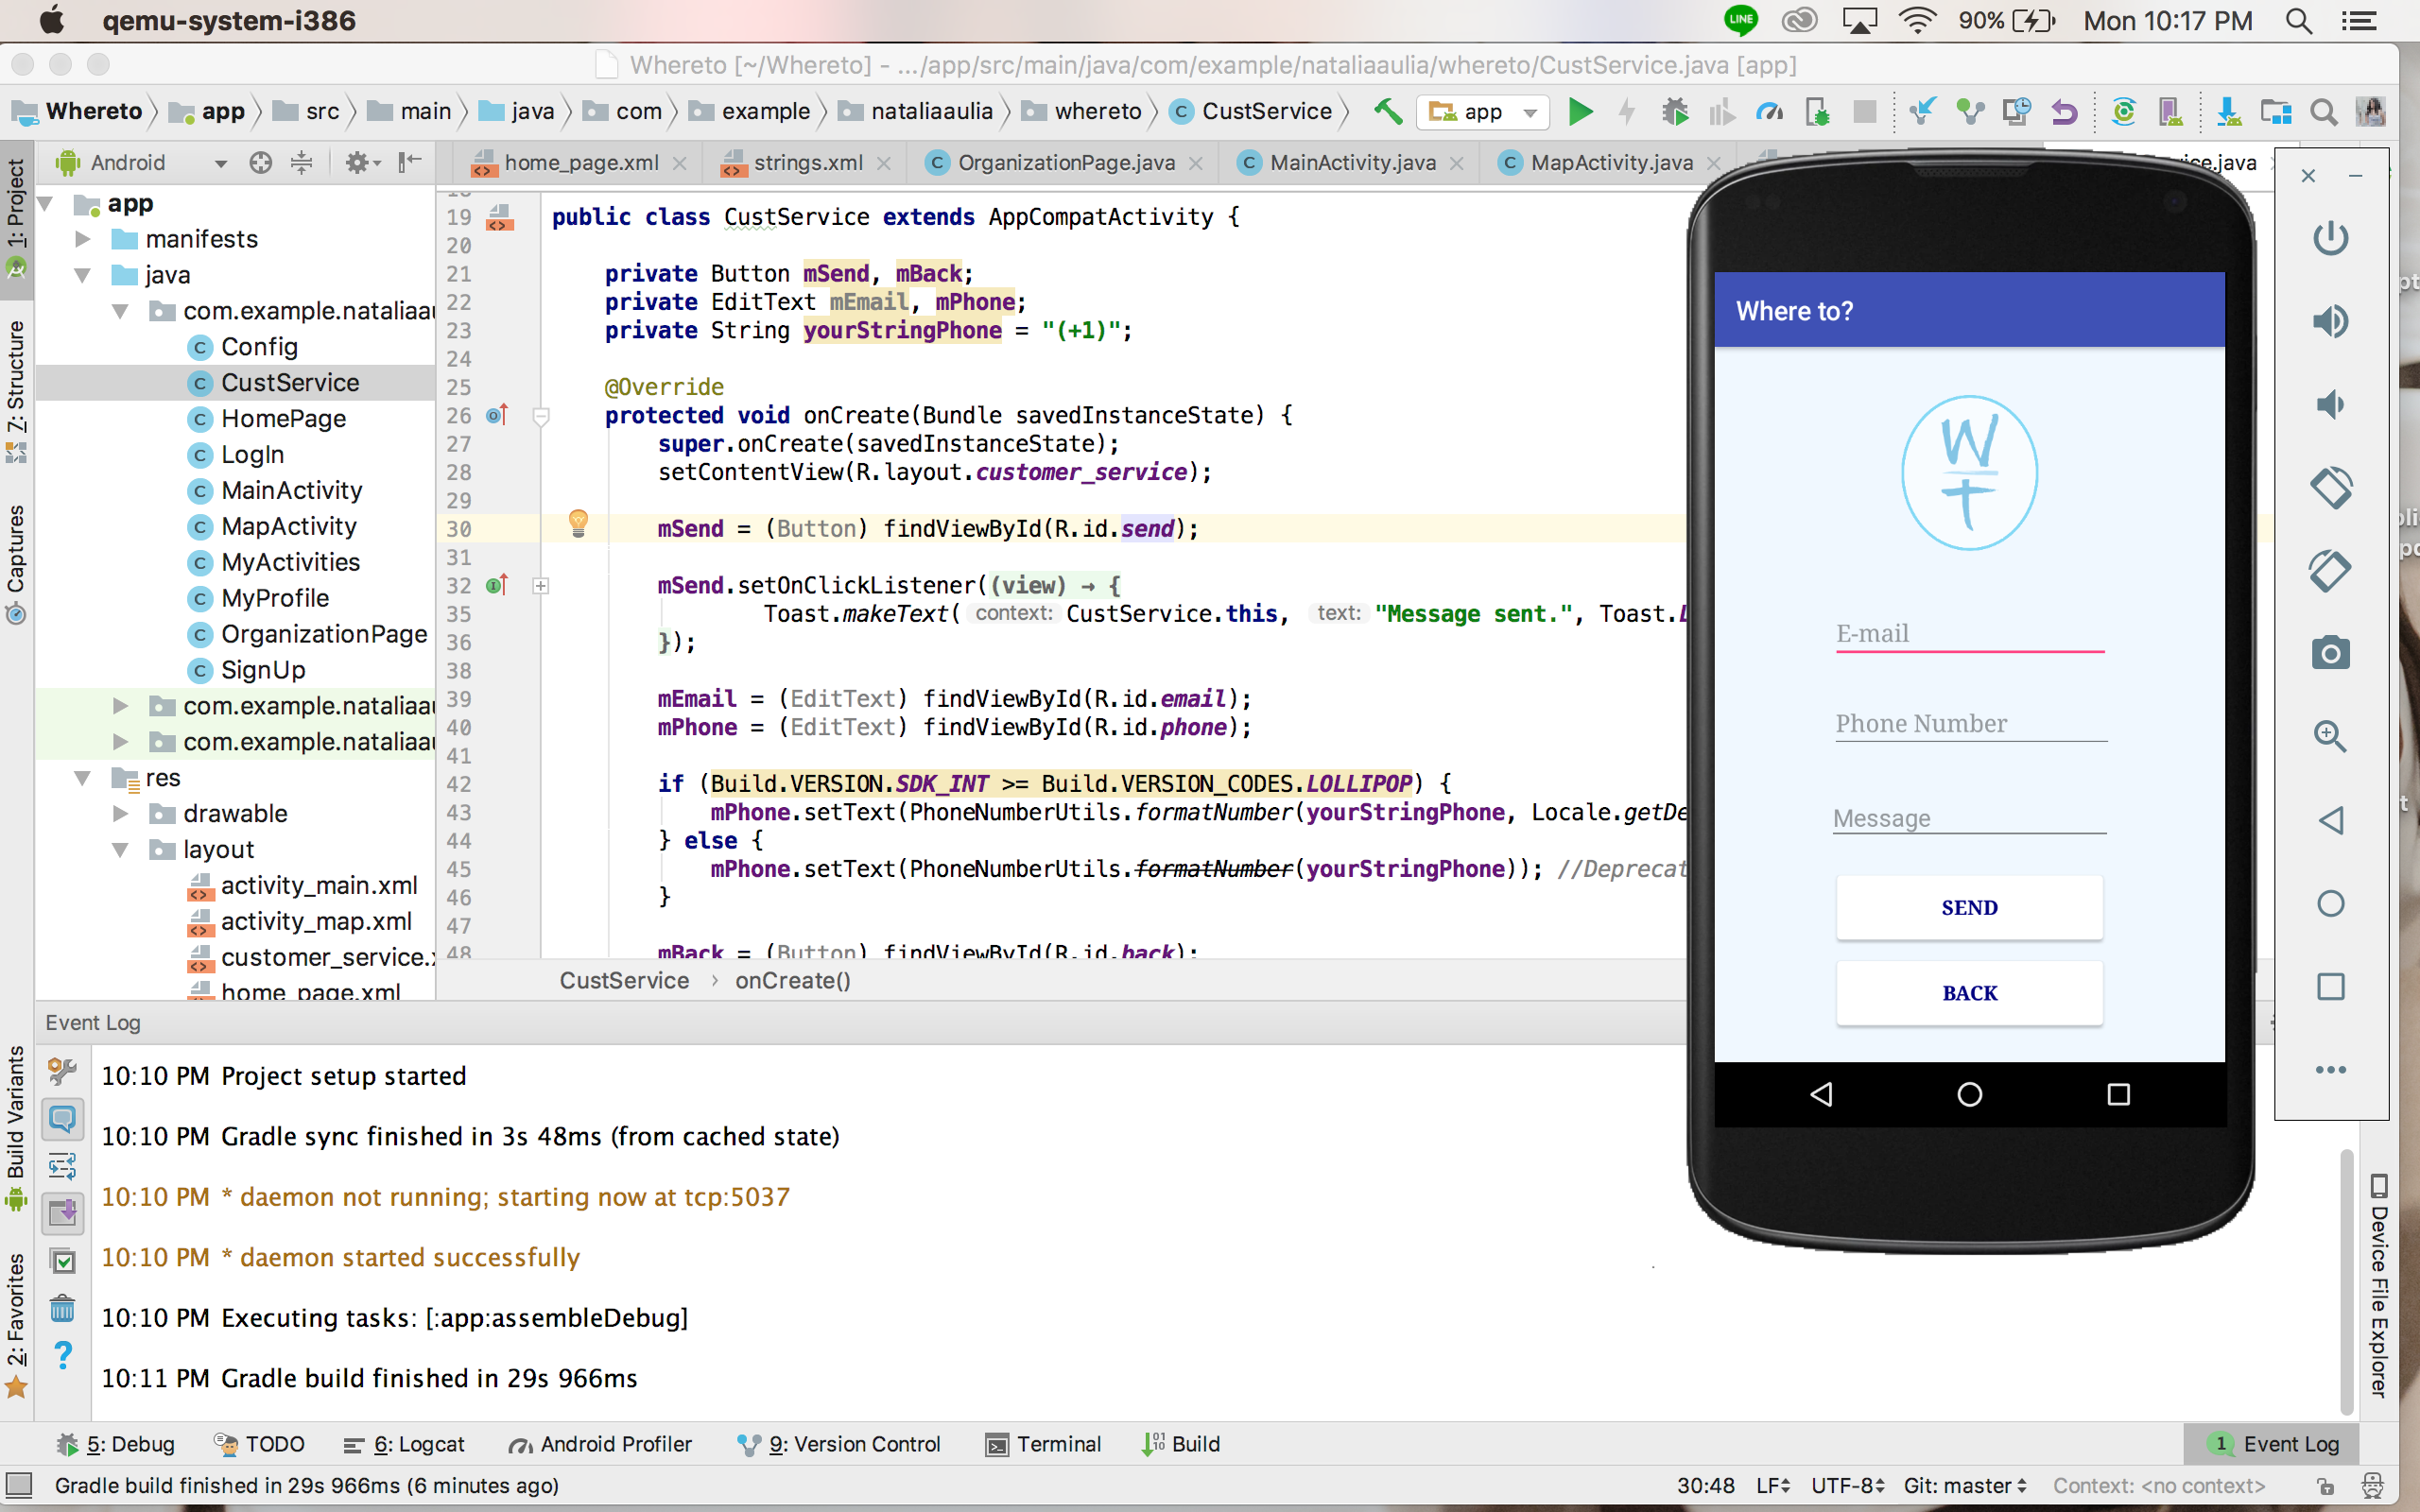 qemu-system-i386
LINE
90%
Mon 10:17 PM
Whereto [~/Whereto] - .../app/src/main/java/com/example/nataliaaulia/whereto/CustService.java [app]
Whereto
app
src
main
java
com
example
nataliaaulia
whereto
CustService
app
Android
home_page.xml
strings.xml
OrganizationPage.java
MainActivity.java
MapActivity.java
1: Project
7: Structure
Captures
Build Variants
2: Favorites
app
manifests
java
com.example.nataliaau
Config
CustService
HomePage
LogIn
MainActivity
MapActivity
MyActivities
MyProfile
OrganizationPage
SignUp
com.example.nataliaau
com.example.nataliaau
res
drawable
layout
activity_main.xml
activity_map.xml
customer_service.x
home_page.xml
19 public class CustService extends AppCompatActivity {
20
21 private Button mSend, mBack;
22 private EditText mEmail, mPhone;
23 private String yourStringPhone = "(+1)";
24
25 @Override
26 protected void onCreate(Bundle savedInstanceState) {
27 super.onCreate(savedInstanceState);
28 setContentView(R.layout.customer_service);
29
30 mSend = (Button) findViewById(R.id.send);
31
32 mSend.setOnClickListener((view) → {
35 Toast.makeText( context: CustService.this, text: "Message sent.", Toast.L
36 });
38
39 mEmail = (EditText) findViewById(R.id.email);
40 mPhone = (EditText) findViewById(R.id.phone);
41
42 if (Build.VERSION.SDK_INT >= Build.VERSION_CODES.LOLLIPOP) {
43 mPhone.setText(PhoneNumberUtils.formatNumber(yourStringPhone, Locale.getDe
44 } else {
45 mPhone.setText(PhoneNumberUtils.formatNumber(yourStringPhone)); //Deprecat
46 }
47
48 mBack = (Button) findViewById(R.id.back);
CustService › onCreate()
Where to?
WT
E-mail
Phone Number
Message
SEND
BACK
Event Log
10:10 PM Project setup started
10:10 PM Gradle sync finished in 3s 48ms (from cached state)
10:10 PM * daemon not running; starting now at tcp:5037
10:10 PM * daemon started successfully
10:10 PM Executing tasks: [:app:assembleDebug]
10:11 PM Gradle build finished in 29s 966ms
Device File Explorer
5: Debug
TODO
6: Logcat
Android Profiler
9: Version Control
Terminal
Build
1 Event Log
Gradle build finished in 29s 966ms (6 minutes ago)
30:48
LF
UTF-8
Git: master
Context: <no context>